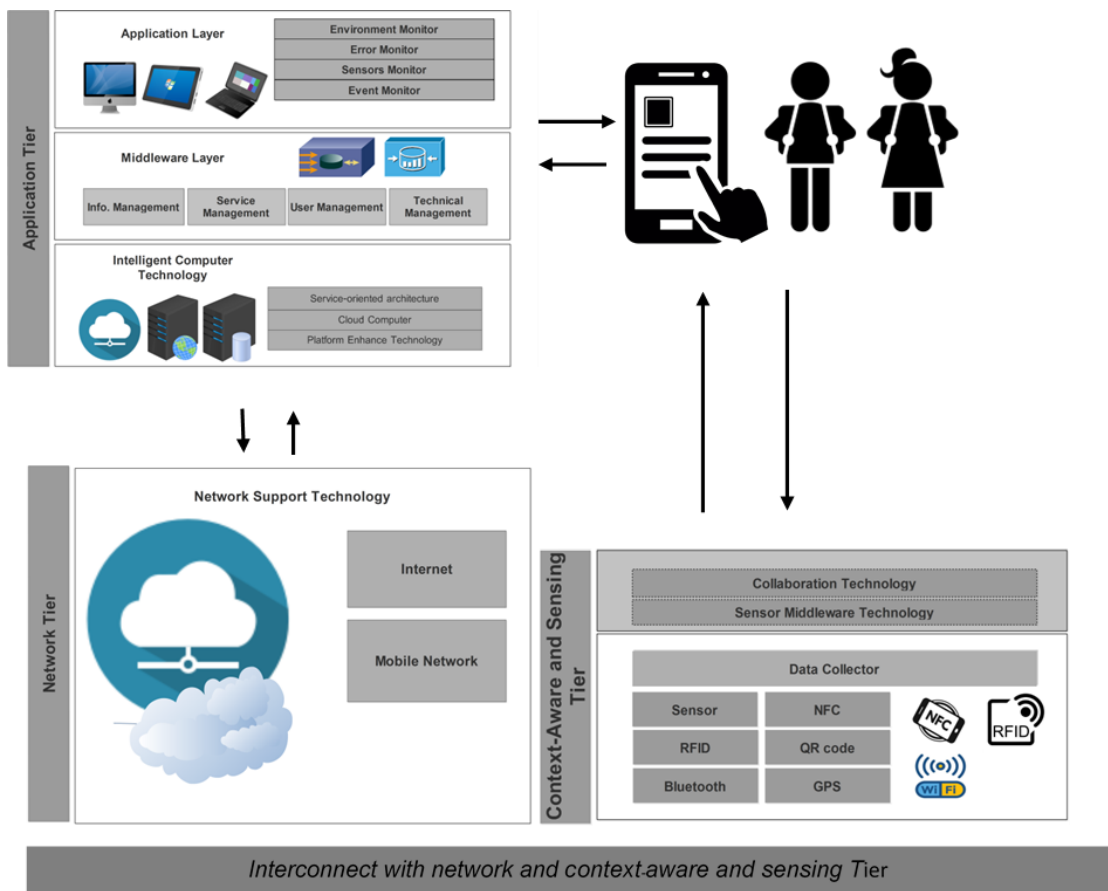 Application Tier
Application Layer
Environment Monitor
Error Monitor
Sensors Monitor
Event Monitor
Middleware Layer
Info. Management
Service
Management
User Management
Technical
Management
Intelligent Computer
Technology
Service-oriented architecture
Cloud Computer
Platform Enhance Technology
Network Tier
Network Support Technology
Internet
Mobile Network
Context-Aware and Sensing
Tier
Collaboration Technology
Sensor Middleware Technology
Data Collector
Sensor
NFC
RFID
QR code
Bluetooth
GPS
NFC
RFID
Wi Fi
Interconnect with network and context-aware and sensing Tier